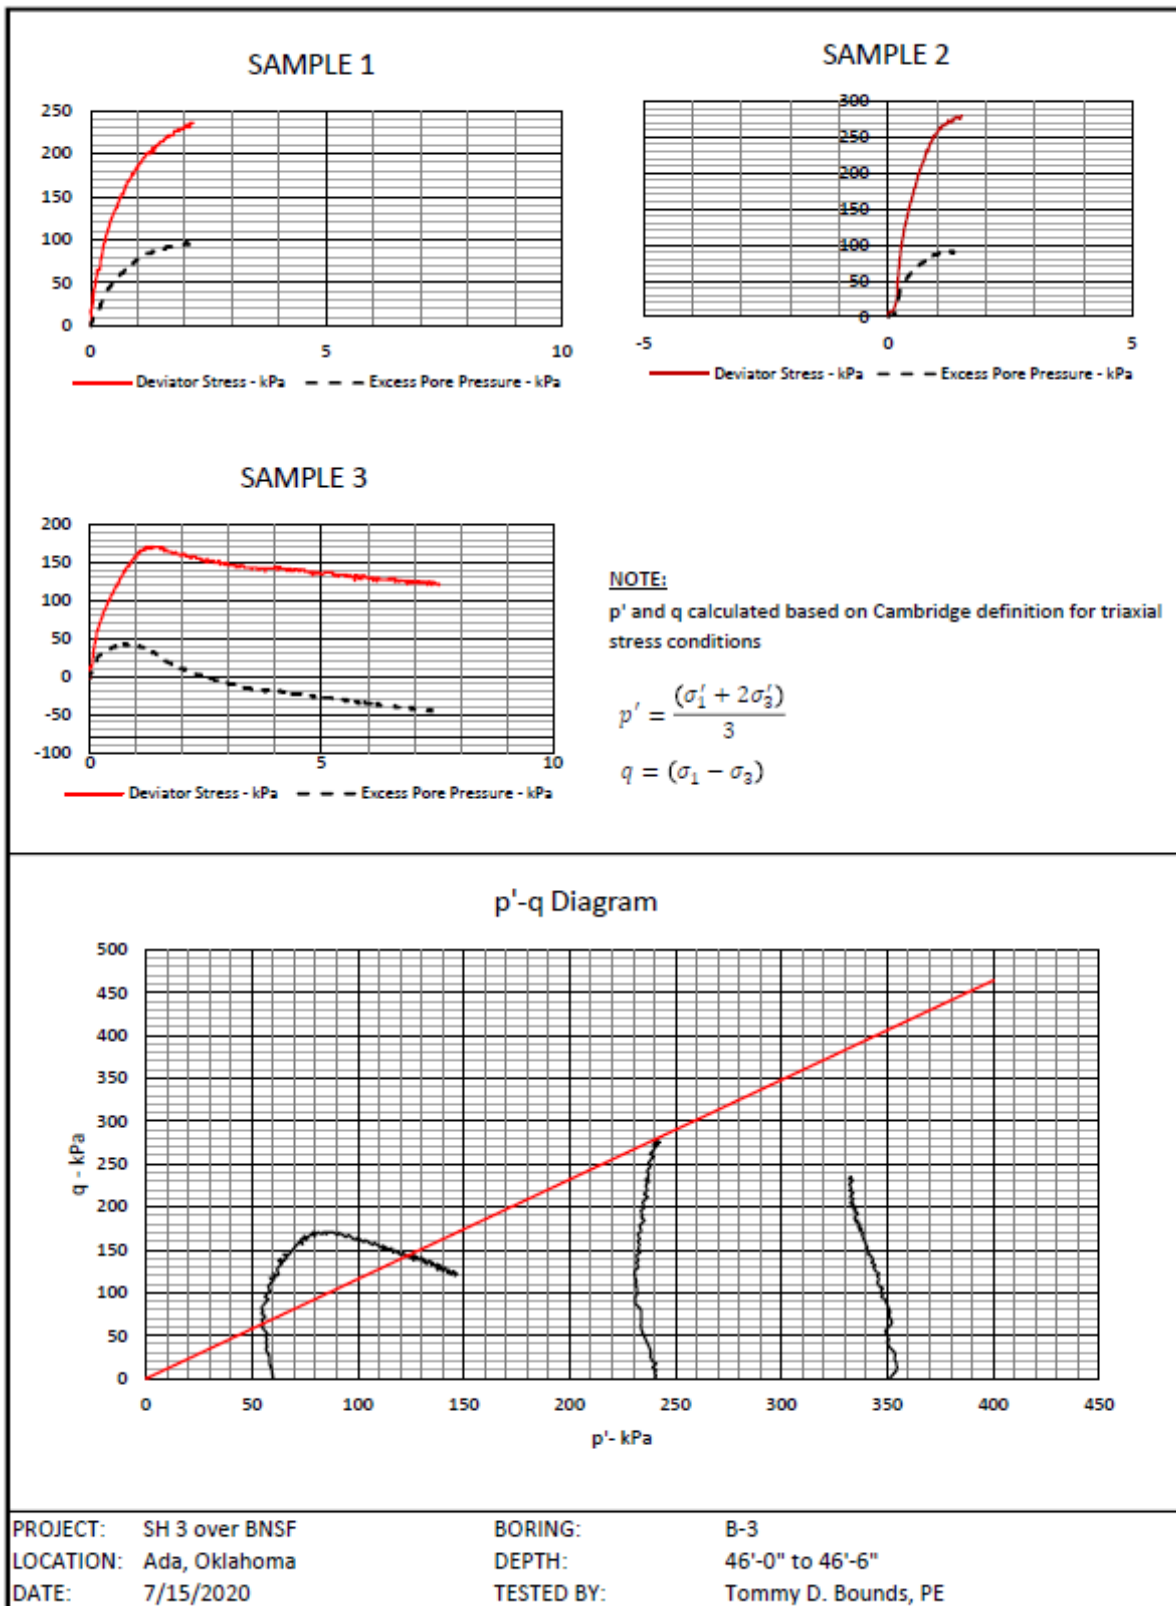 SAMPLE 1
250
200
150
100
50
0
0 5 10
Deviator Stress - kPa Excess Pore Pressure - kPa
SAMPLE 2
300
250
200
150
100
50
0
-5 0 5
Deviator Stress - kPa Excess Pore Pressure - kPa
SAMPLE 3
200
150
100
50
0
-50
-100
0 5 10
Deviator Stress - kPa Excess Pore Pressure - kPa
NOTE:
p' and q calculated based on Cambridge definition for triaxial
stress conditions
p' = (σ₁′ + 2σ₃′) / 3
q = (σ₁ − σ₃)
p'-q Diagram
500
450
400
350
300
250
200
150
100
50
0
q - kPa
0 50 100 150 200 250 300 350 400 450
p'- kPa
PROJECT: SH 3 over BNSF BORING: B-3
LOCATION: Ada, Oklahoma DEPTH: 46'-0" to 46'-6"
DATE: 7/15/2020 TESTED BY: Tommy D. Bounds, PE